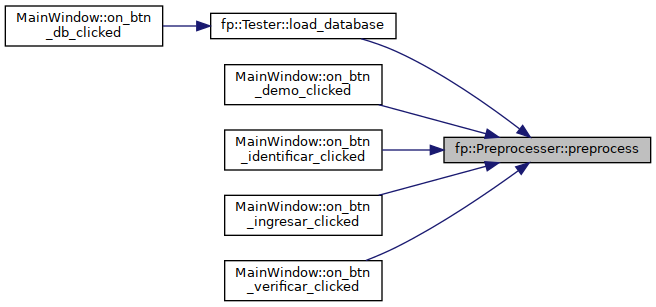 MainWindow::on_btn
_db_clicked
fp::Tester::load_database
MainWindow::on_btn
_demo_clicked
MainWindow::on_btn
_identificar_clicked
fp::Preprocesser::preprocess
MainWindow::on_btn
_ingresar_clicked
MainWindow::on_btn
_verificar_clicked